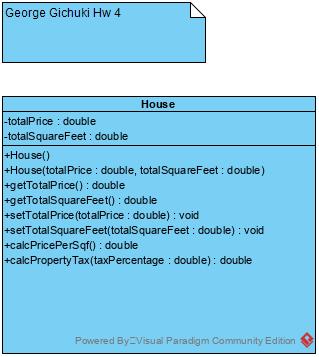 George Gichuki Hw 4
House
-totalPrice : double
-totalSquareFeet : double
+House()
+House(totalPrice : double, totalSquareFeet : double)
+getTotalPrice() : double
+getTotalSquareFeet() : double
+setTotalPrice(totalPrice : double) : void
+setTotalSquareFeet(totalSquareFeet : double) : void
+calcPricePerSqf() : double
+calcPropertyTax(taxPercentage : double) : double
Powered By Visual Paradigm Community Edition